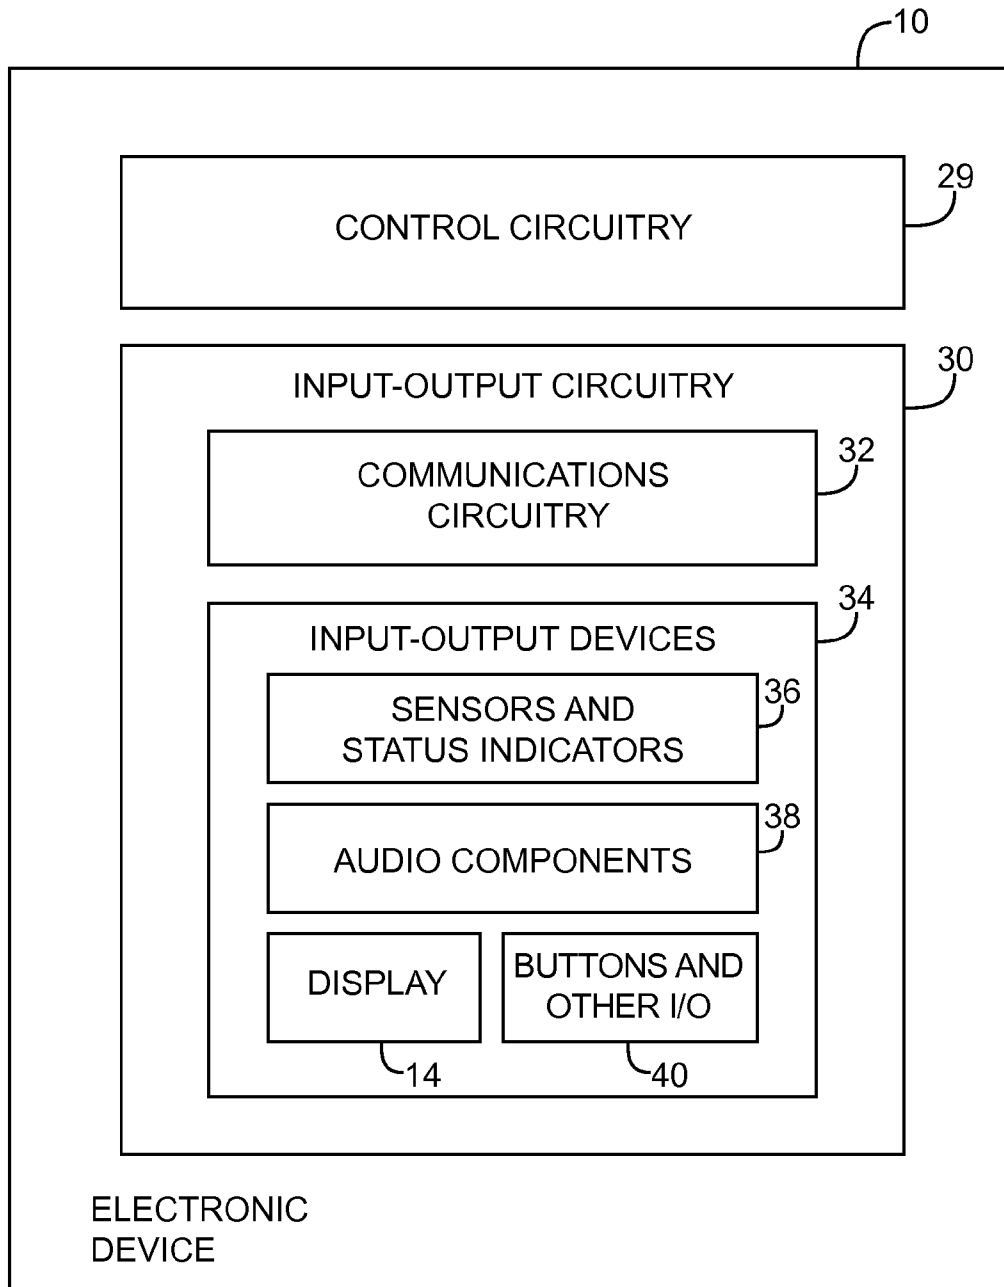 10
CONTROL CIRCUITRY
29
INPUT-OUTPUT CIRCUITRY
30
COMMUNICATIONS
CIRCUITRY
32
INPUT-OUTPUT DEVICES
34
SENSORS AND
STATUS INDICATORS
36
AUDIO COMPONENTS
38
DISPLAY
14
BUTTONS AND
OTHER I/O
40
ELECTRONIC
DEVICE